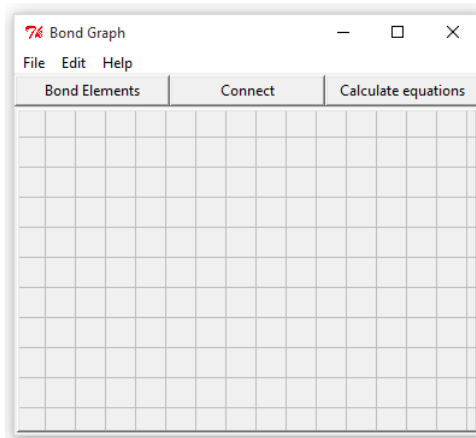 Bond Graph
File Edit Help
Bond Elements Connect Calculate equations